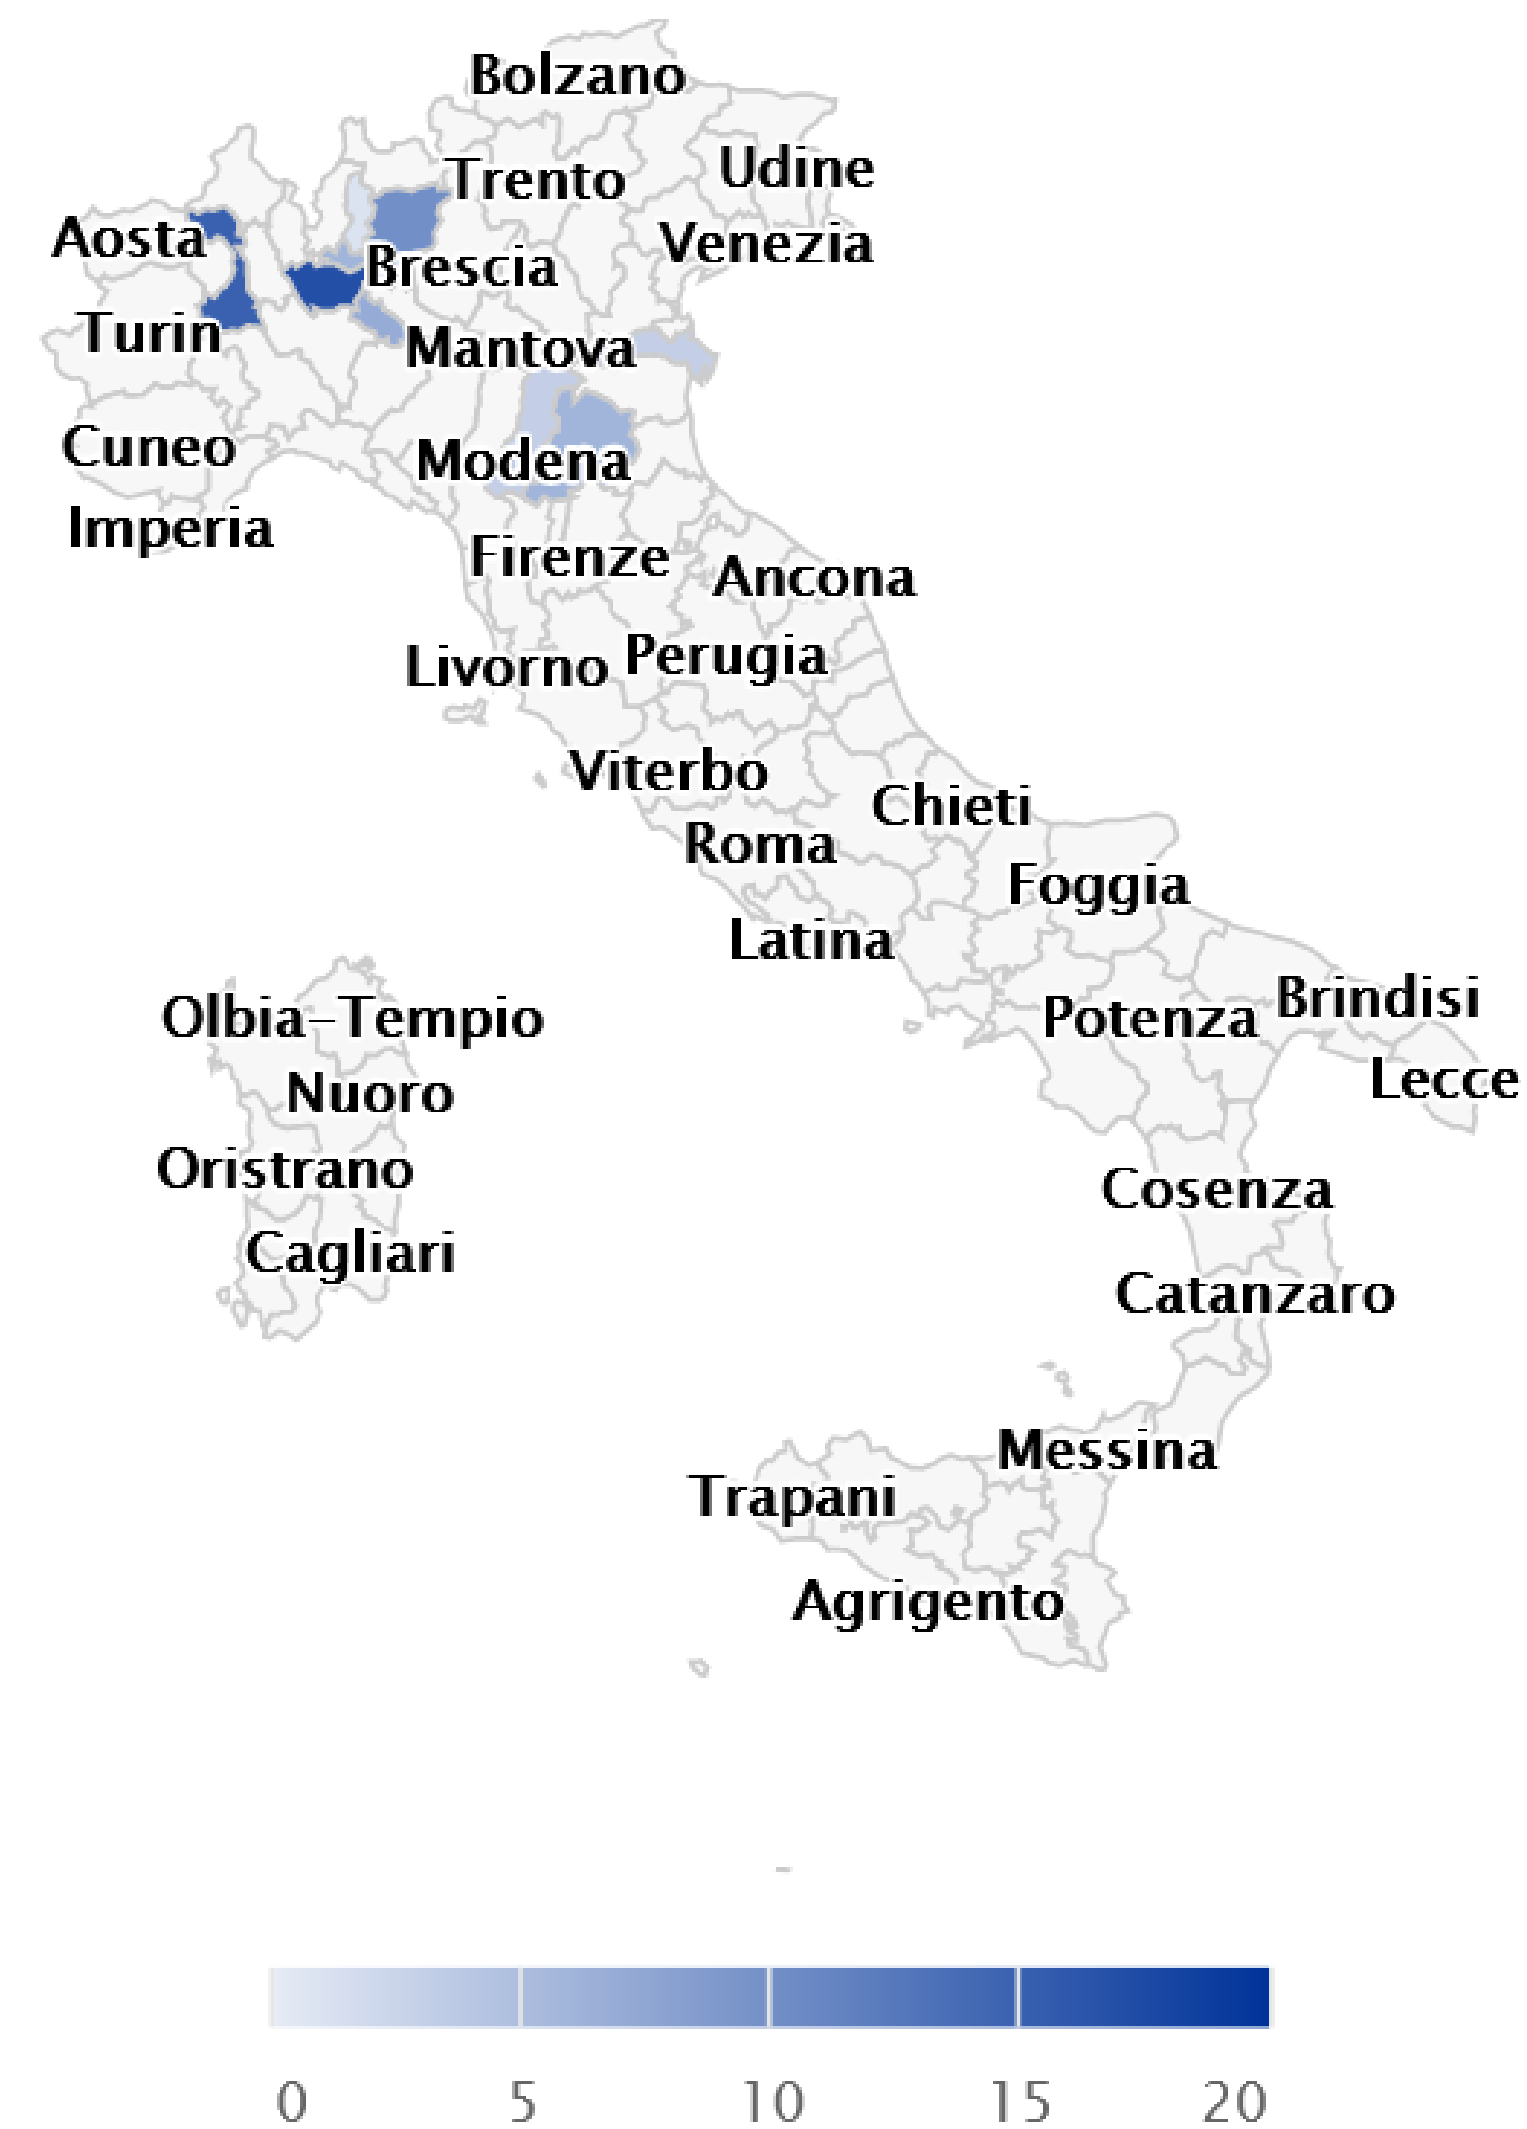 Bolzano
Udine
Trento
Aosta
Venezia
Brescia
Turin
Mantova
Cuneo
Modena
Imperia
Firenze
Ancona
Livorno
Perugia
Viterbo
Chieti
Roma
Foggia
Latina
Brindisi
Olbia-Tempio
Potenza
Lecce
Nuoro
Oristrano
Cosenza
Cagliari
Catanzaro
Messina
Trapani
Agrigento
0 5 10 15 20